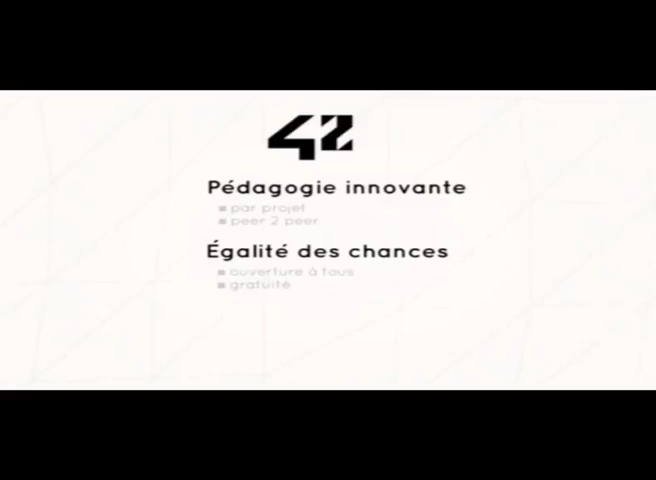 42
Pédagogie innovante
par projet
peer 2 peer
Égalité des chances
ouverture à tous
gratuité